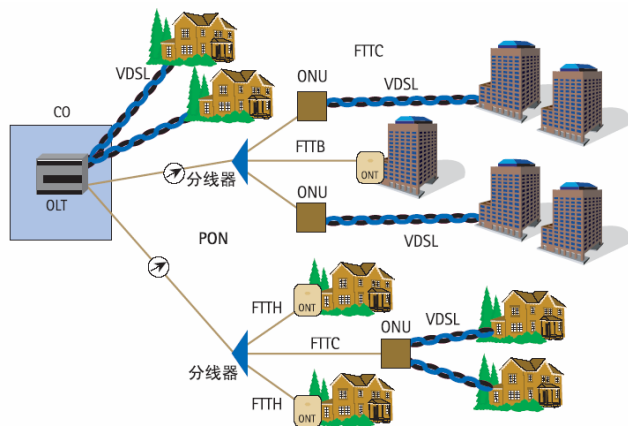 VDSL
FTTC
ONU
VDSL
CO
FTTB
ONT
OLT
分线器
ONU
VDSL
PON
FTTH
ONT
ONU
VDSL
FTTC
分线器
FTTH
ONT